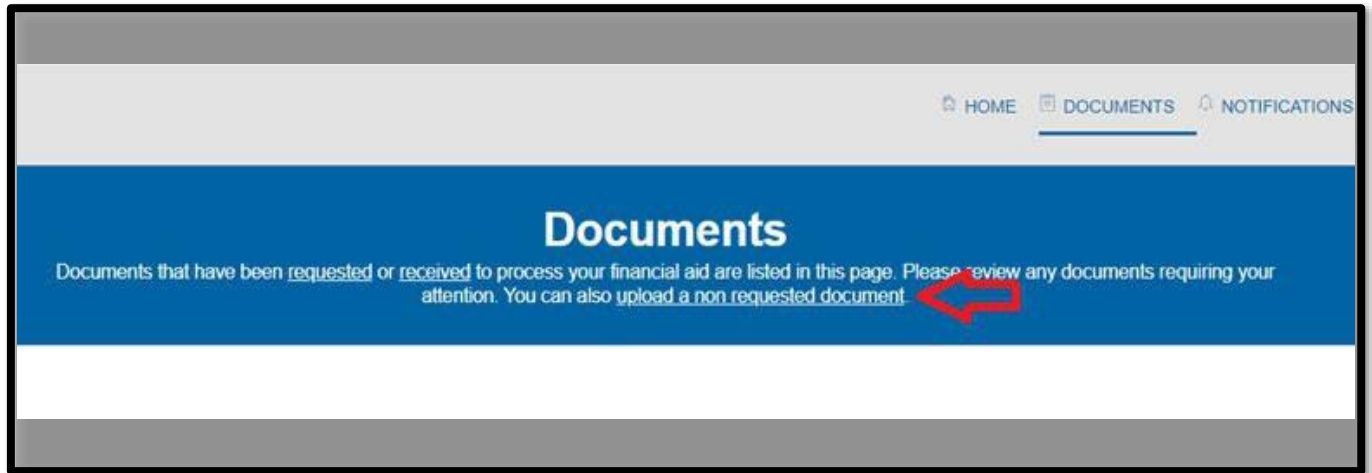 HOME DOCUMENTS NOTIFICATIONS
Documents
Documents that have been requested or received to process your financial aid are listed in this page. Please review any documents requiring your
attention. You can also upload a non requested document.